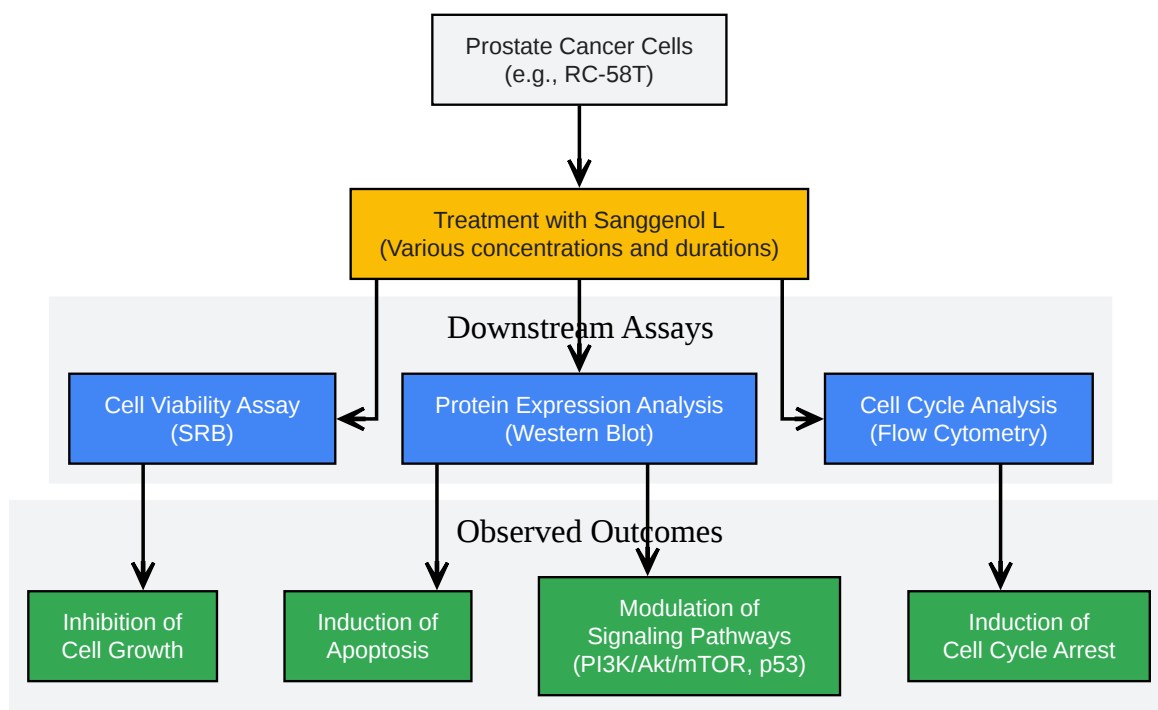 Prostate Cancer Cells
(e.g., RC-58T)
Treatment with Sanggenol L
(Various concentrations and durations)
Downstream Assays
Cell Viability Assay
(SRB)
Protein Expression Analysis
(Western Blot)
Cell Cycle Analysis
(Flow Cytometry)
Observed Outcomes
Inhibition of
Cell Growth
Induction of
Apoptosis
Modulation of
Signaling Pathways
(PI3K/Akt/mTOR, p53)
Induction of
Cell Cycle Arrest